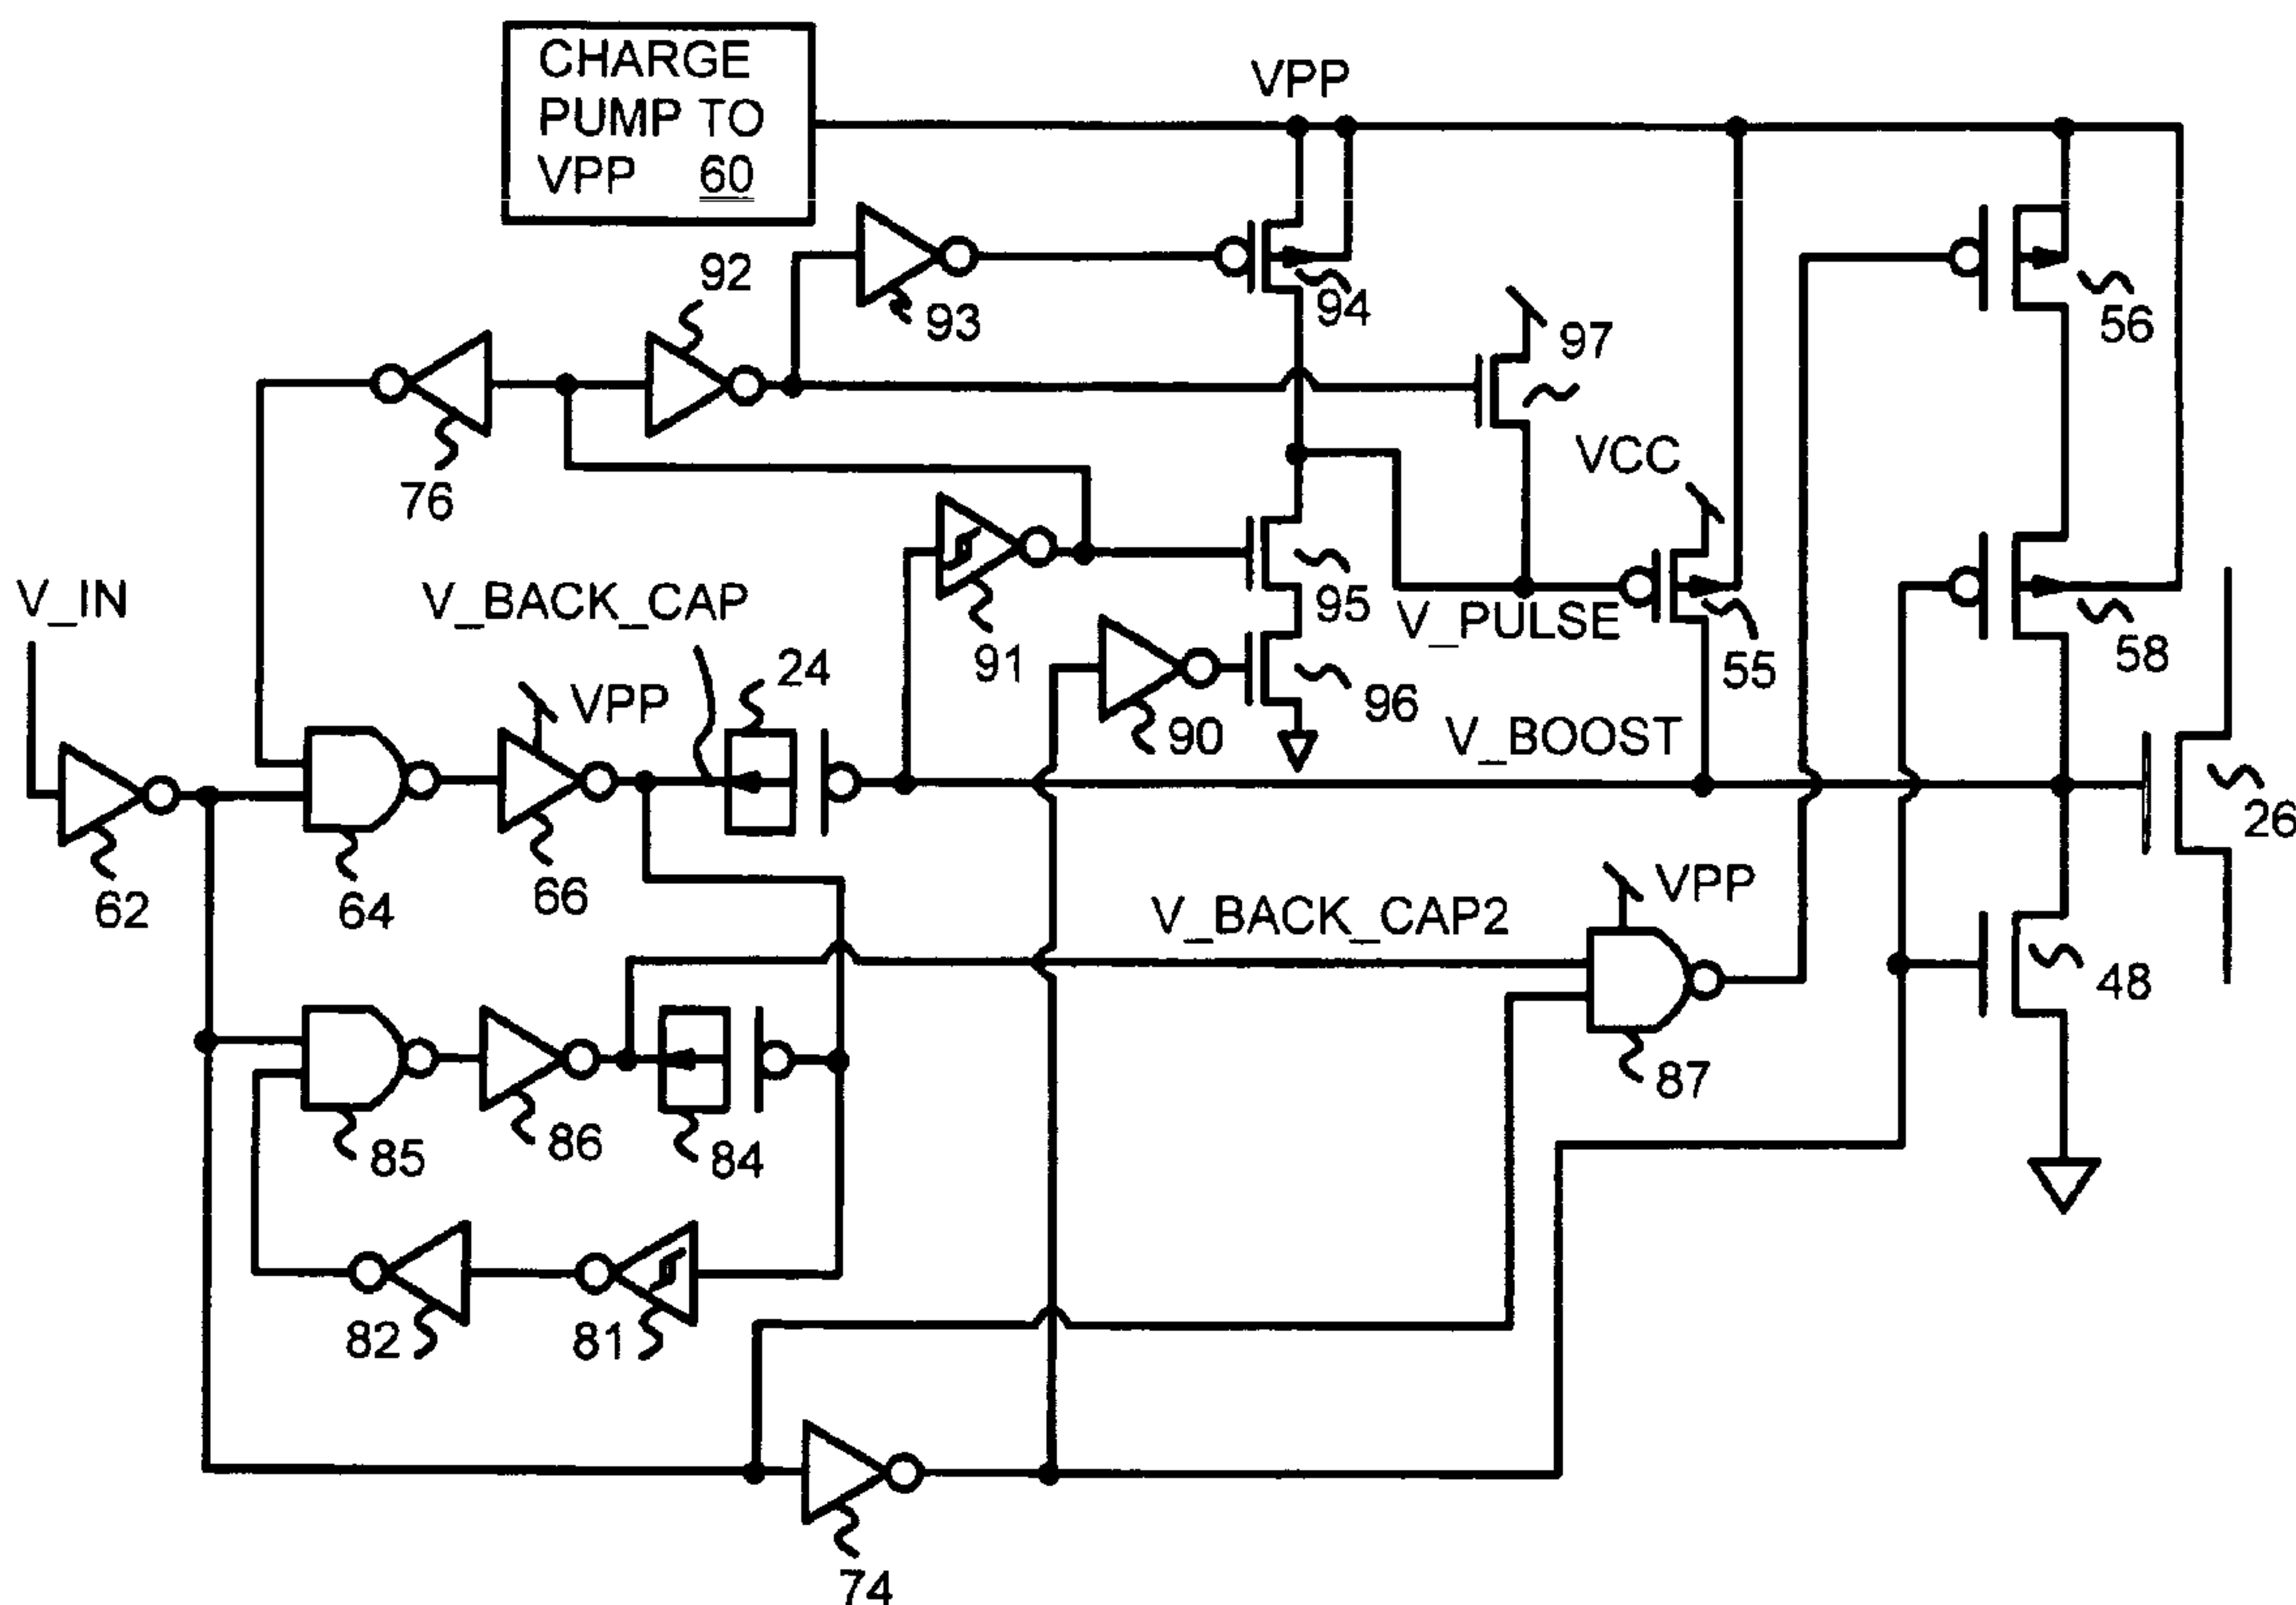 CHARGE
PUMP TO
VPP 60
VPP
92
93
94
97
56
76
VCC
V_IN
V_BACK_CAP
91
95
V_PULSE
55
58
24
VPP
90
96
V_BOOST
26
62
64
66
VPP
V_BACK_CAP2
48
87
85
86
84
82
81
74